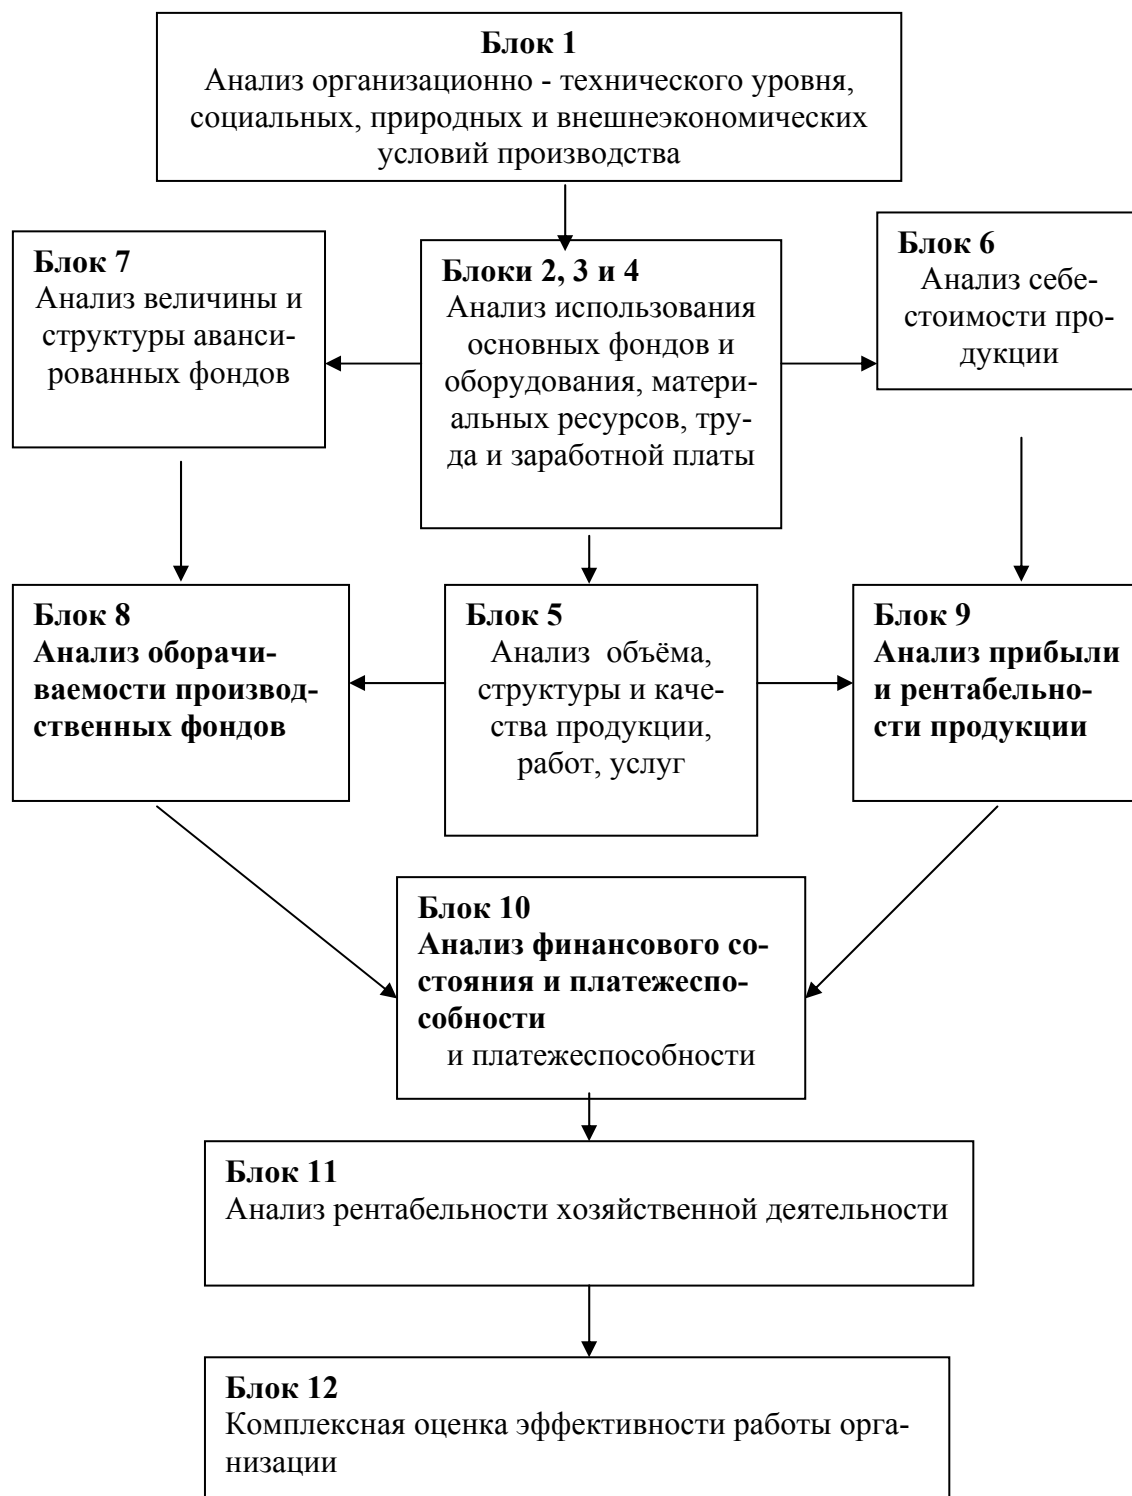 Блок 1
Анализ организационно - технического уровня,
социальных, природных и внешнеэкономических
условий производства
Блок 7
Анализ величины и
структуры аванси-
рованных фондов
Блоки 2, 3 и 4
Анализ использования
основных фондов и
оборудования, матери-
альных ресурсов, тру-
да и заработной платы
Блок 6
Анализ себе-
стоимости про-
дукции
Блок 8
Анализ оборачи-
ваемости производ-
ственных фондов
Блок 5
Анализ объёма,
структуры и каче-
ства продукции,
работ, услуг
Блок 9
Анализ прибыли
и рентабельно-
сти продукции
Блок 10
Анализ финансового со-
стояния и платежеспо-
собности
и платежеспособности
Блок 11
Анализ рентабельности хозяйственной деятельности
Блок 12
Комплексная оценка эффективности работы орга-
низации